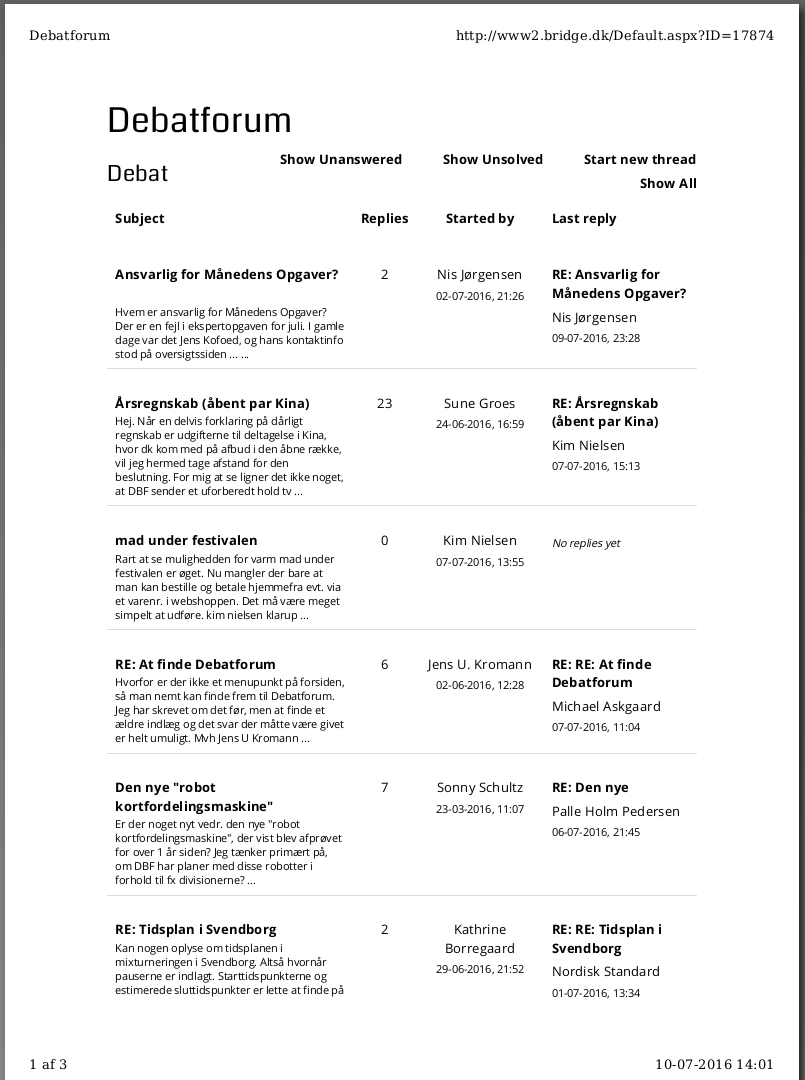 Debatforum http://www2.bridge.dk/Default.aspx?ID=17874
Debatforum
Debat Show Unanswered Show Unsolved Start new thread
Show All
Subject Replies Started by Last reply
Ansvarlig for Månedens Opgaver? 2 Nis Jørgensen RE: Ansvarlig for
02-07-2016, 21:26 Månedens Opgaver?
Hvem er ansvarlig for Månedens Opgaver? Nis Jørgensen
Der er en fejl i ekspertopgaven for juli. I gamle
dage var det Jens Kofoed, og hans kontaktinfo 09-07-2016, 23:28
stod på oversigtssiden ... ...
Årsregnskab (åbent par Kina) 23 Sune Groes RE: Årsregnskab
Hej. Når en delvis forklaring på dårligt 24-06-2016, 16:59 (åbent par Kina)
regnskab er udgifterne til deltagelse i Kina,
hvor dk kom med på afbud i den åbne række, Kim Nielsen
vil jeg hermed tage afstand for den 07-07-2016, 15:13
beslutning. For mig at se ligner det ikke noget,
at DBF sender et uforberedt hold tv ...
mad under festivalen 0 Kim Nielsen No replies yet
Rart at se mulighedden for varm mad under 07-07-2016, 13:55
festivalen er øget. Nu mangler der bare at
man kan bestille og betale hjemmefra evt. via
et varenr. i webshoppen. Det må være meget
simpelt at udføre. kim nielsen klarup ...
RE: At finde Debatforum 6 Jens U. Kromann RE: RE: At finde
Hvorfor er der ikke et menupunkt på forsiden, 02-06-2016, 12:28 Debatforum
så man nemt kan finde frem til Debatforum.
Jeg har skrevet om det før, men at finde et Michael Askgaard
ældre indlæg og det svar der måtte være givet 07-07-2016, 11:04
er helt umuligt. Mvh Jens U Kromann ...
Den nye "robot 7 Sonny Schultz RE: Den nye
kortfordelingsmaskine" 23-03-2016, 11:07 Palle Holm Pedersen
Er der noget nyt vedr. den nye "robot 06-07-2016, 21:45
kortfordelingsmaskine", der vist blev afprøvet
for over 1 år siden? Jeg tænker primært på,
om DBF har planer med disse robotter i
forhold til fx divisionerne? ...
RE: Tidsplan i Svendborg 2 Kathrine RE: RE: Tidsplan i
Kan nogen oplyse om tidsplanen i Borregaard Svendborg
mixturneringen i Svendborg. Altså hvornår 29-06-2016, 21:52 Nordisk Standard
pauserne er indlagt. Starttidspunkterne og
estimerede sluttidspunkter er lette at finde på 01-07-2016, 13:34
1 af 3 10-07-2016 14:01